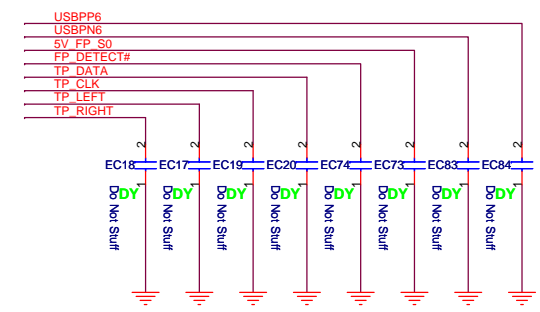 USBPP6
USBPN6
5V_FP_S0
FP_DETECT#
TP_DATA
TP_CLK
TP_LEFT
TP_RIGHT
2 2 2 2 2 2 2 2
EC18 EC17 EC19 EC20 EC74 EC73 EC83 EC84
1 1 1 1 1 1 1 1
DY DY DY DY DY DY DY DY
Do Not Stuff Do Not Stuff Do Not Stuff Do Not Stuff Do Not Stuff Do Not Stuff Do Not Stuff Do Not Stuff